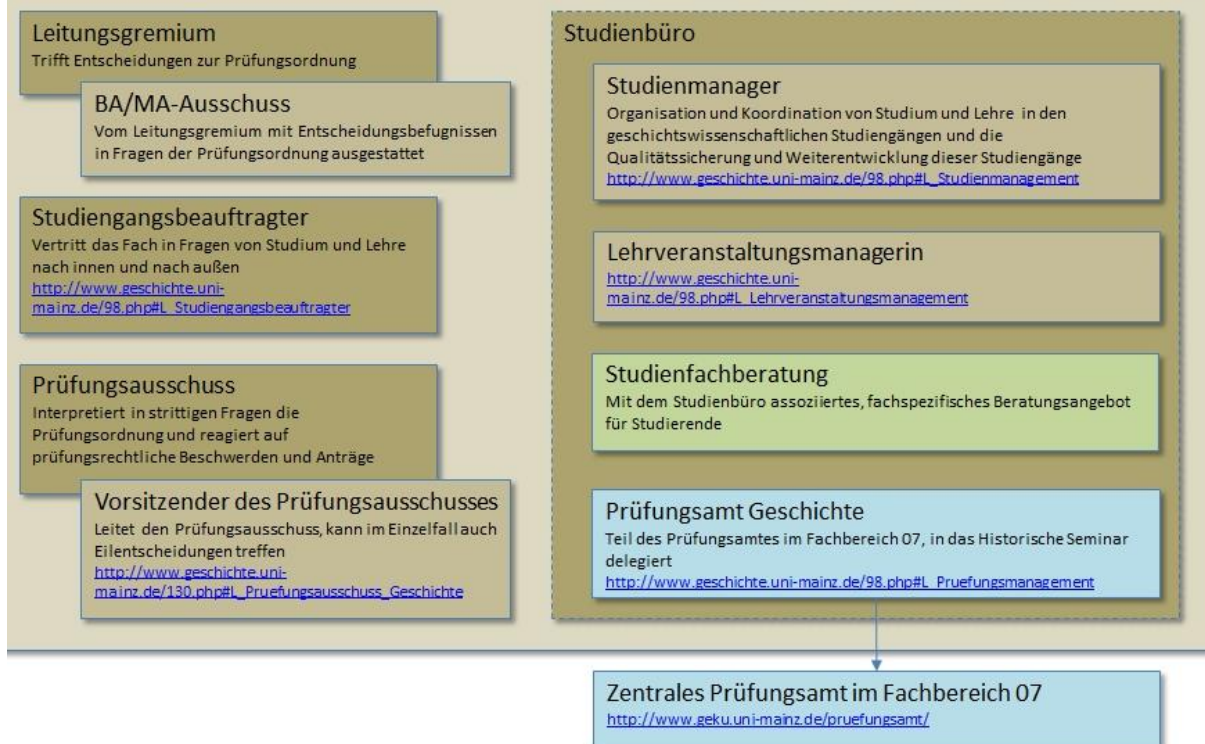 Leitungsgremium
Trifft Entscheidungen zur Prüfungsordnung
BA/MA-Ausschuss
Vom Leitungsgremium mit Entscheidungsbefugnissen
in Fragen der Prüfungsordnung ausgestattet
Studiengangsbeauftragter
Vertritt das Fach in Fragen von Studium und Lehre
nach innen und nach außen
http://www.geschichte.uni-
mainz.de/98.php#L_Studiengangsbeauftragter
Prüfungsausschuss
Interpretiert in strittigen Fragen die
Prüfungsordnung und reagiert auf
prüfungsrechtliche Beschwerden und Anträge
Vorsitzender des Prüfungsausschusses
Leitet den Prüfungsausschuss, kann im Einzelfall auch
Eilentscheidungen treffen
http://www.geschichte.uni-
mainz.de/130.php#L_Pruefungsausschuss_Geschichte
Studienbüro
Studienmanager
Organisation und Koordination von Studium und Lehre in den
geschichtswissenschaftlichen Studiengängen und die
Qualitätssicherung und Weiterentwicklung dieser Studiengänge
http://www.geschichte.uni-mainz.de/98.php#L_Studienmanagement
Lehrveranstaltungsmanagerin
http://www.geschichte.uni-
mainz.de/98.php#L_Lehrveranstaltungsmanagement
Studienfachberatung
Mit dem Studienbüro assoziiertes, fachspezifisches Beratungsangebot
für Studierende
Prüfungsamt Geschichte
Teil des Prüfungsamtes im Fachbereich 07, in das Historische Seminar
delegiert
http://www.geschichte.uni-mainz.de/98.php#L_Pruefungsmanagement
Zentrales Prüfungsamt im Fachbereich 07
http://www.geku.uni-mainz.de/pruefungsamt/